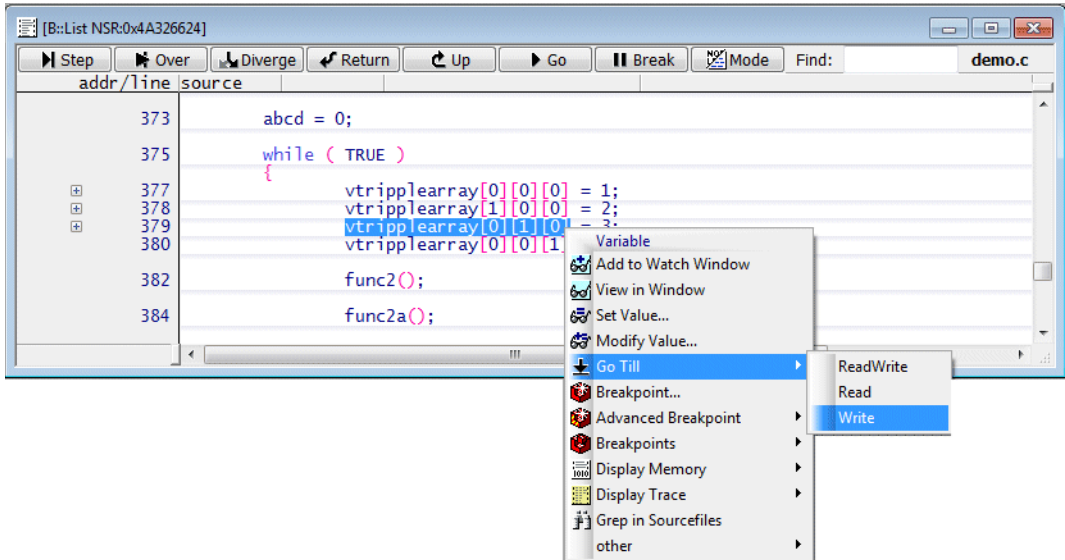 [B::List NSR:0x4A326624]
Step Over Diverge Return Up Go Break Mode Find: demo.c
addr/line source
373 abcd = 0;
375 while ( TRUE )
{
377 vtripplearray[0][0][0] = 1;
378 vtripplearray[1][0][0] = 2;
379 vtripplearray[0][1][0] = 3;
380 vtripplearray[0][0][1]
382 func2();
384 func2a();
Variable
Add to Watch Window
View in Window
Set Value...
Modify Value...
Go Till
ReadWrite
Read
Write
Breakpoint...
Advanced Breakpoint
Breakpoints
Display Memory
Display Trace
Grep in Sourcefiles
other